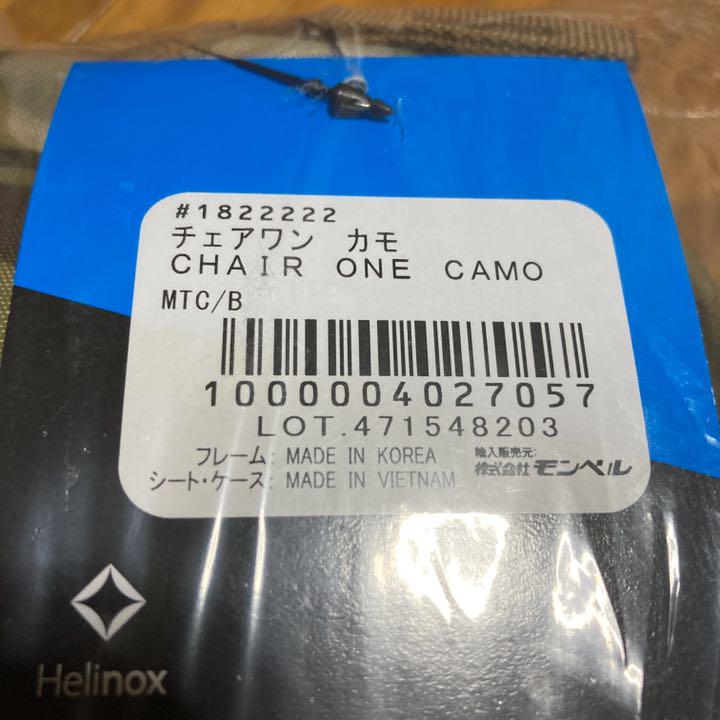 #1822222
チェアワン カモ
CHAIR ONE CAMO
MTC/B
1000004027057
LOT.471548203
フレーム: MADE IN KOREA
シート・ケース: MADE IN VIETNAM
輸入販売元:
株式会社 モンベル
Helinox